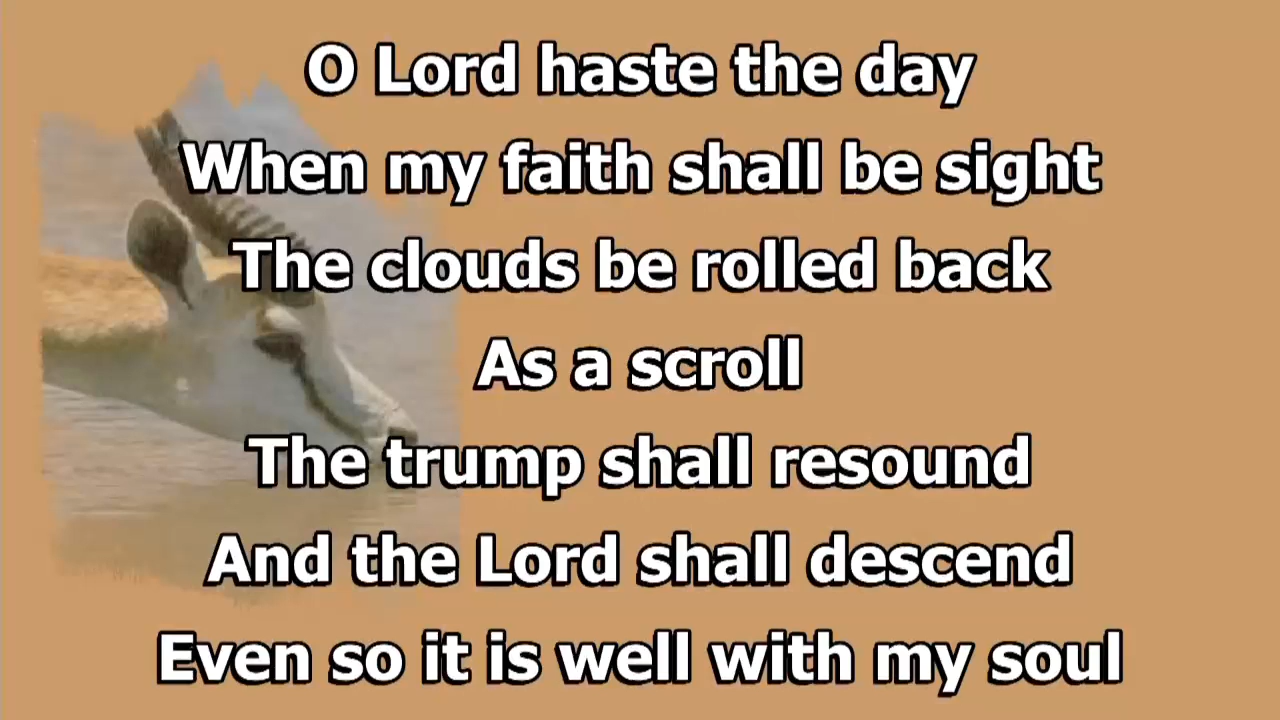 O Lord haste the day
When my faith shall be sight
The clouds be rolled back
As a scroll
The trump shall resound
And the Lord shall descend
Even so it is well with my soul